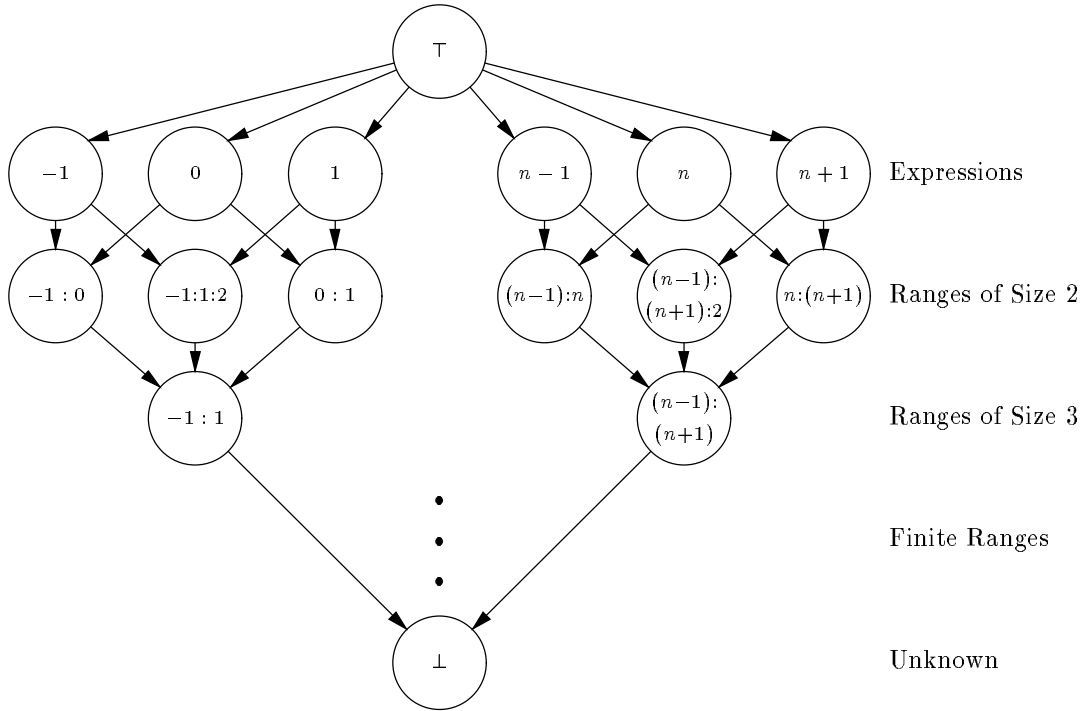 ⊤
−1
0
1
n − 1
n
n + 1
Expressions
−1 : 0
−1:1:2
0 : 1
(n−1):n
(n−1):
(n+1):2
n:(n+1)
Ranges of Size 2
−1 : 1
(n−1):
(n+1)
Ranges of Size 3
Finite Ranges
⊥
Unknown